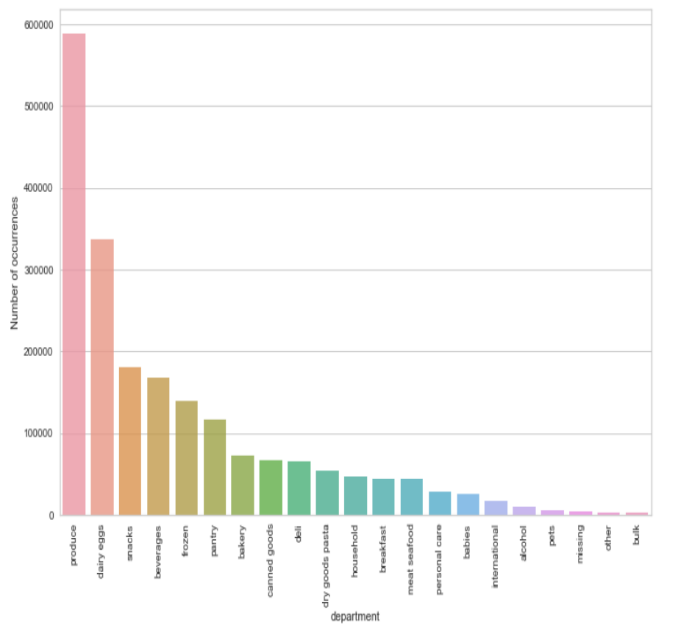 600000
500000
400000
300000
200000
100000
0
Number of occurrences
produce
dairy eggs
snacks
beverages
frozen
pantry
bakery
canned goods
deli
dry goods pasta
household
breakfast
meat seafood
personal care
babies
international
alcohol
pets
missing
other
bulk
department